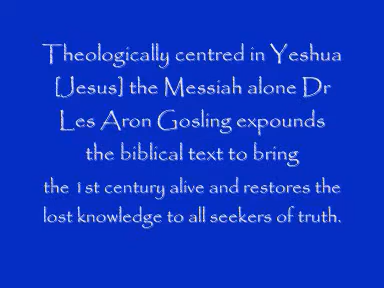 Theologically centred in Yeshua
[Jesus] the Messiah alone Dr
Les Aron Gosling expounds
the biblical text to bring
the 1st century alive and restores the
lost knowledge to all seekers of truth.